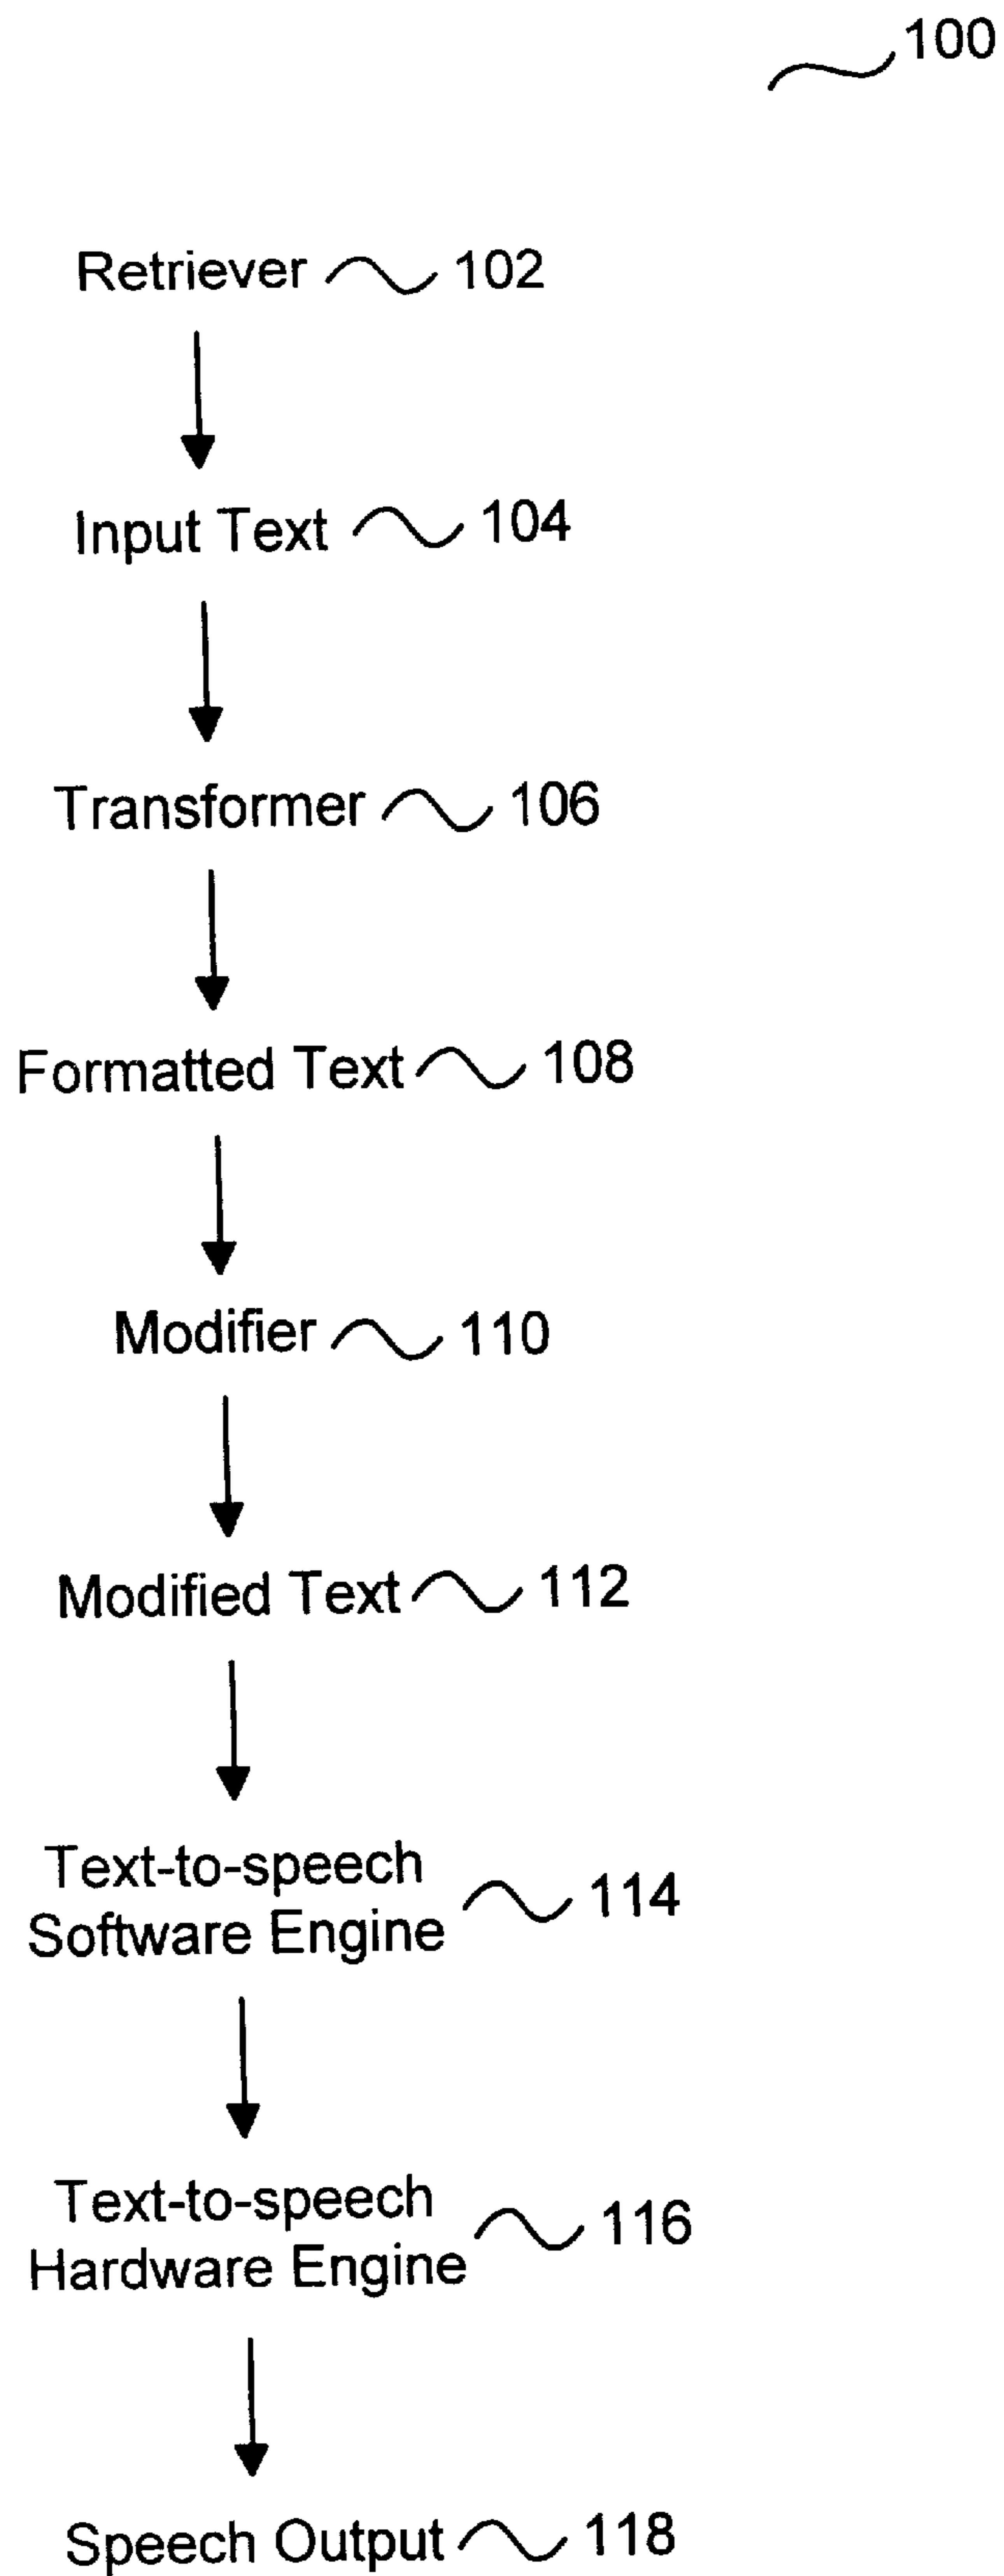 100
Retriever 102
Input Text 104
Transformer 106
Formatted Text 108
Modifier 110
Modified Text 112
Text-to-speech
Software Engine 114
Text-to-speech
Hardware Engine 116
Speech Output 118